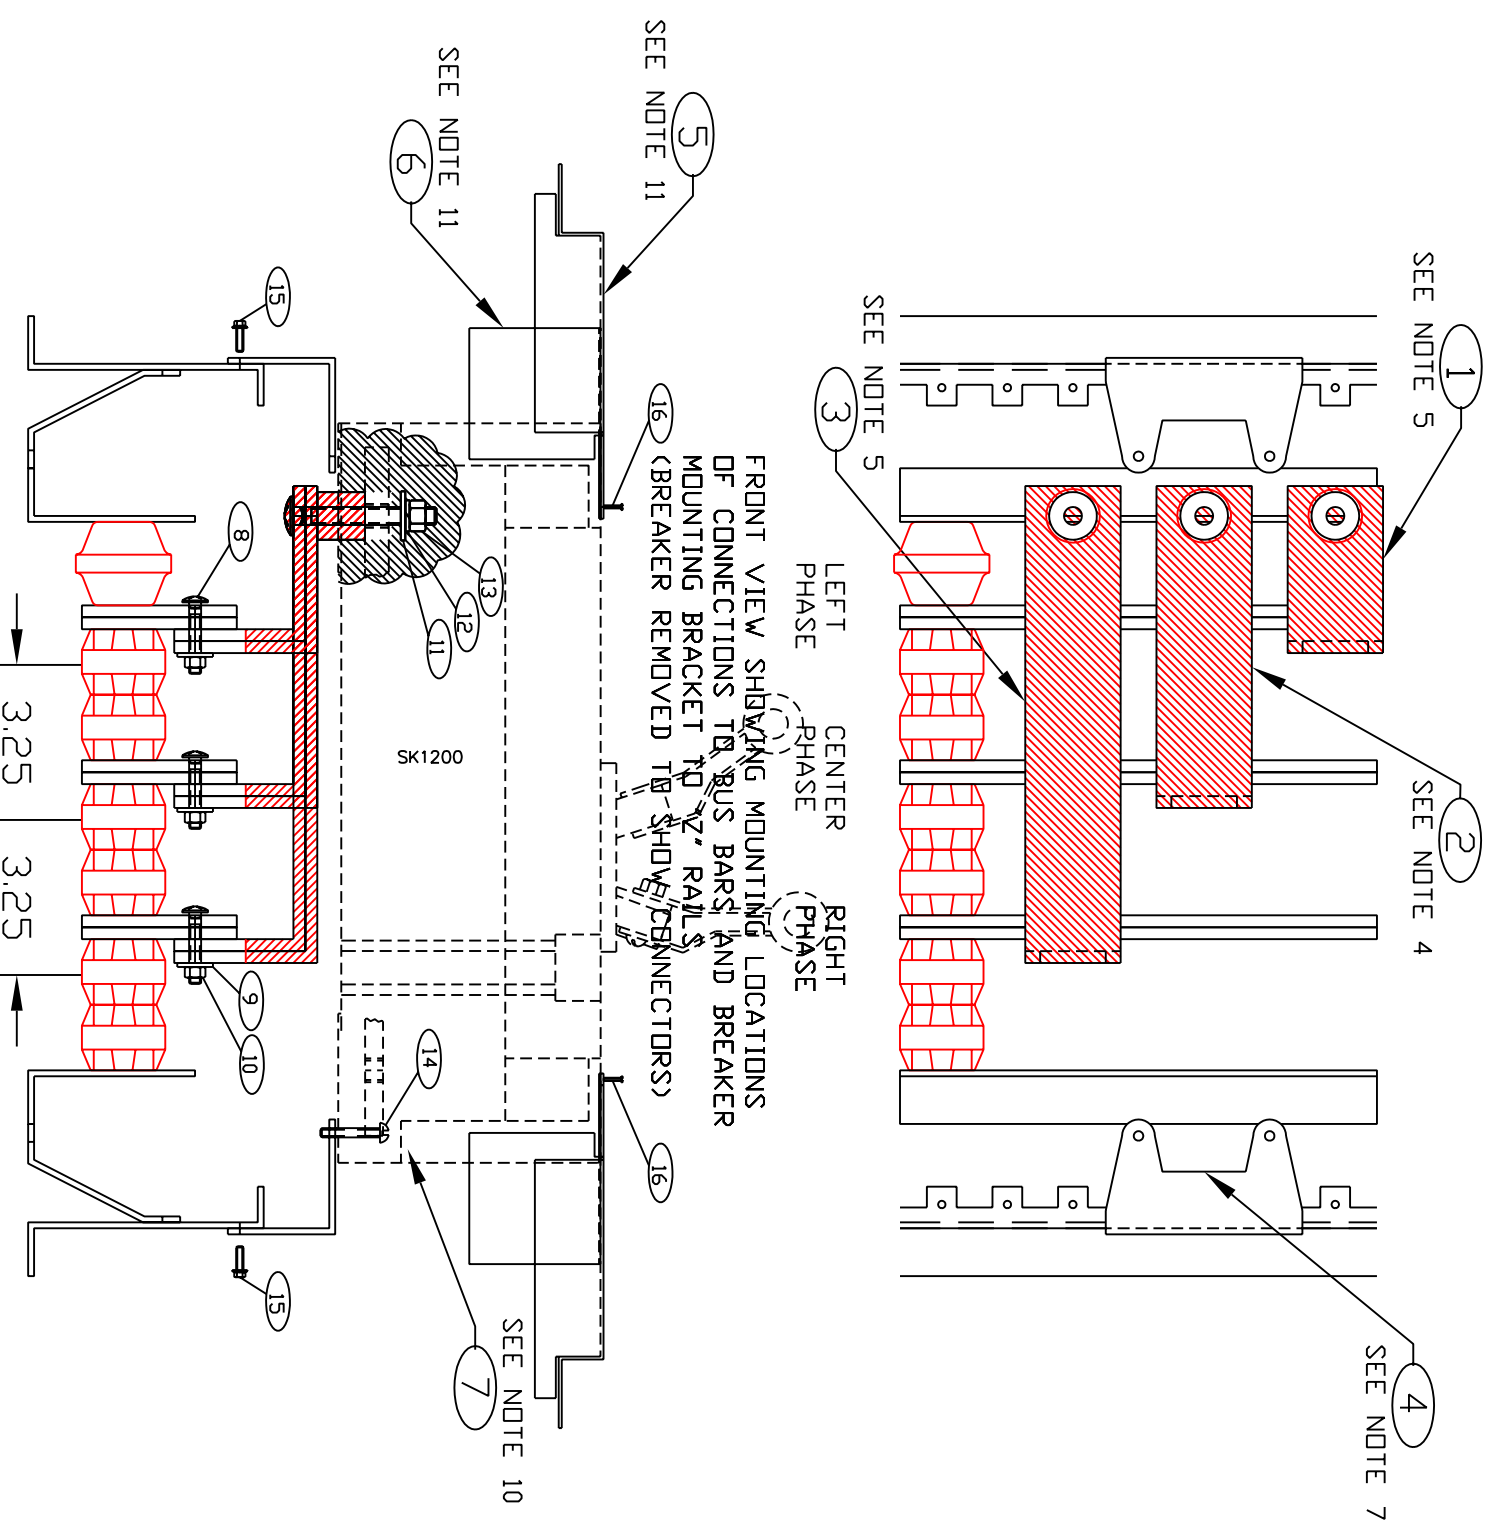 1
SEE NOTE 5
2
SEE NOTE 4
3
SEE NOTE 5
4
SEE NOTE 7
LEFT
PHASE
CENTER
PHASE
RIGHT
PHASE
FRONT VIEW SHOWING MOUNTING LOCATIONS
OF CONNECTIONS TO BUS BARS AND BREAKER
MOUNTING BRACKET TO "Z" RAILS
(BREAKER REMOVED TO SHOW CONNECTORS)
5
SEE NOTE 11
6
SEE NOTE 11
16
16
SK1200
13
12
11
14
7
SEE NOTE 10
15
8
9
10
15
3.25
3.25